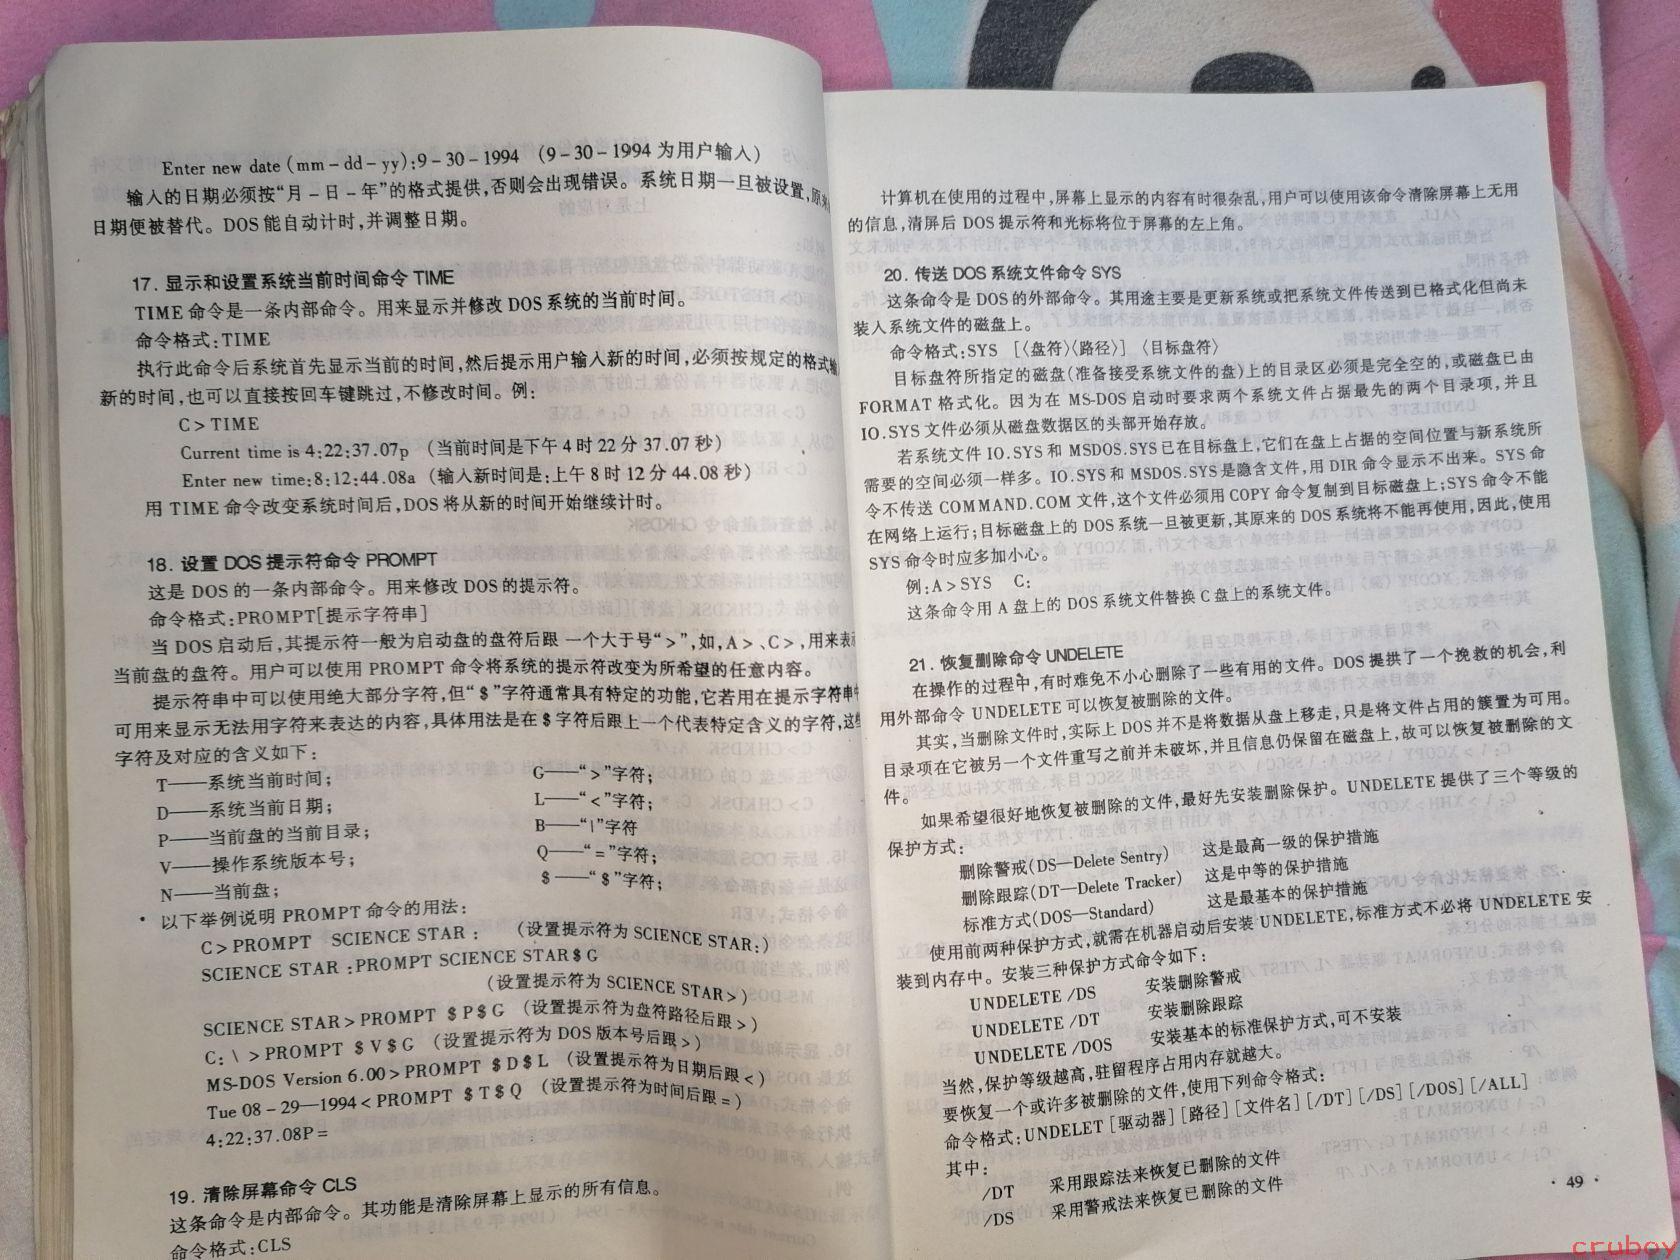 Enter new date (mm-dd-yy):9-30-1994 (9-30-1994 为用户输入)
输入的日期必须按“月-日-年”的格式提供,否则会出现错误。系统日期一旦被设置,原来
日期便被替代。DOS能自动计时,并调整日期。
17. 显示和设置系统当前时间命令 TIME
TIME 命令是一条内部命令。用来显示并修改 DOS 系统的当前时间。
命令格式:TIME
执行此命令后系统首先显示当前的时间,然后提示用户输入新的时间,必须按规定的格式输
新的时间,也可以直接按回车键跳过,不修改时间。例:
C>TIME
Current time is 4:22:37.07p (当前时间是下午4时22分37.07秒)
Enter new time:8:12:44.08a (输入新时间是:上午8时12分44.08秒)
用 TIME 命令改变系统时间后,DOS 将从新的时间开始继续计时。
18. 设置 DOS 提示符命令 PROMPT
这是 DOS 的一条内部命令。用来修改 DOS 的提示符。
命令格式:PROMPT[提示字符串]
当 DOS 启动后,其提示符一般为启动盘的盘符后跟 一个大于号“>”,如,A>、C>,用来表
当前盘的盘符。用户可以使用 PROMPT 命令将系统的提示符改变为所希望的任意内容。
提示符串中可以使用绝大部分字符,但“$”字符通常具有特定的功能,它若用在提示字符串
可用来显示无法用字符来表达的内容,具体用法是在$字符后跟上一个代表特定含义的字符,这
字符及对应的含义如下:
T——系统当前时间; G——“>”字符;
D——系统当前日期; L——“<”字符;
P——当前盘的当前目录; B——“|”字符
V——操作系统版本号; Q——“=”字符;
N——当前盘; $——“$”字符;
以下举例说明 PROMPT 命令的用法:
C>PROMPT SCIENCE STAR: (设置提示符为 SCIENCE STAR:)
SCIENCE STAR:PROMPT SCIENCE STAR$G
(设置提示符为 SCIENCE STAR>)
SCIENCE STAR>PROMPT $P$G (设置提示符为盘符路径后跟>)
C:\>PROMPT $V$G (设置提示符为 DOS 版本号后跟>)
MS-DOS Version 6.00>PROMPT $D$L (设置提示符为日期后跟<)
Tue 08-29—1994<PROMPT $T$Q (设置提示符为时间后跟=)
4:22:37.08P=
19. 清除屏幕命令 CLS
这条命令是内部命令。其功能是清除屏幕上显示的所有信息。
命令格式:CLS
计算机在使用的过程中,屏幕上显示的内容有时很杂乱,用户可以使用该命令清除屏幕上无用
的信息,清屏后 DOS 提示符和光标将位于屏幕的左上角。
20. 传送 DOS 系统文件命令 SYS
这条命令是 DOS 的外部命令。其用途主要是更新系统或把系统文件传送到已格式化但尚未
装入系统文件的磁盘上。
命令格式:SYS [〈盘符〉〈路径〉] 〈目标盘符〉
目标盘符所指定的磁盘(准备接受系统文件的盘)上的目录区必须是完全空的,或磁盘已由
FORMAT 格式化。因为在 MS-DOS 启动时要求两个系统文件占据最先的两个目录项,并且
IO.SYS 文件必须从磁盘数据区的头部开始存放。
若系统文件 IO.SYS 和 MSDOS.SYS 已在目标盘上,它们在盘上占据的空间位置与新系统所
需要的空间必须一样多。IO.SYS 和 MSDOS.SYS 是隐含文件,用 DIR 命令显示不出来。SYS 命
令不传送 COMMAND.COM 文件,这个文件必须用 COPY 命令复制到目标磁盘上;SYS 命令不能
在网络上运行;目标磁盘上的 DOS 系统一旦被更新,其原来的 DOS 系统将不能再使用,因此,使用
SYS 命令时应多加小心。
例:A>SYS C:
这条命令用 A 盘上的 DOS 系统文件替换 C 盘上的系统文件。
21. 恢复删除命令 UNDELETE
在操作的过程中,有时难免不小心删除了一些有用的文件。DOS 提拱了一个挽救的机会,利
用外部命令 UNDELETE 可以恢复被删除的文件。
其实,当删除文件时,实际上 DOS 并不是将数据从盘上移走,只是将文件占用的簇置为可用。
目录项在它被另一个文件重写之前并未破坏,并且信息仍保留在磁盘上,故可以恢复被删除的文
件。
如果希望很好地恢复被删除的文件,最好先安装删除保护。UNDELETE 提供了三个等级的
保护方式:
删除警戒(DS—Delete Sentry) 这是最高一级的保护措施
删除跟踪(DT—Delete Tracker) 这是中等的保护措施
标准方式(DOS—Standard) 这是最基本的保护措施
使用前两种保护方式,就需在机器启动后安装 UNDELETE,标准方式不必将 UNDELETE 安
装到内存中。安装三种保护方式命令如下:
UNDELETE /DS 安装删除警戒
UNDELETE /DT 安装删除跟踪
UNDELETE /DOS 安装基本的标准保护方式,可不安装
当然,保护等级越高,驻留程序占用内存就越大。
要恢复一个或许多被删除的文件,使用下列命令格式:
命令格式:UNDELET [驱动器] [路径] [文件名] [/DT] [/DS] [/DOS] [/ALL]
其中:
/DT 采用跟踪法来恢复已删除的文件
/DS 采用警戒法来恢复已删除的文件
· 49 ·
cruboy